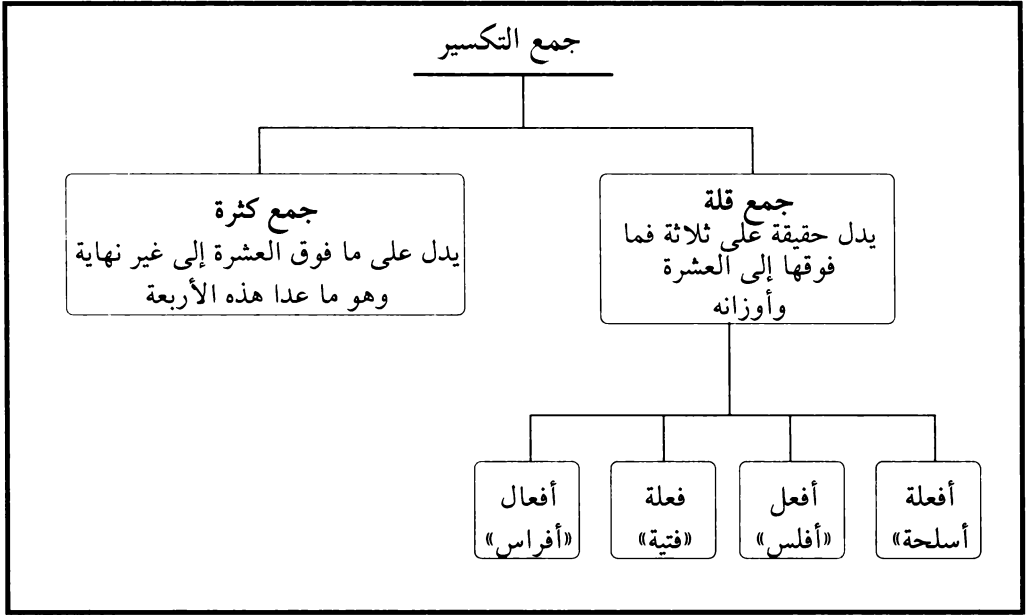 جمع التكسير
جمع قلة
يدل حقيقة على ثلاثة فما
فوقها إلى العشرة
وأوزانه
جمع كثرة
يدل على ما فوق العشرة إلى غير نهاية
وهو ما عدا هذه الأربعة
أفعلة
أسلحة»
أفعل
«أفلس»
فعلة
«فتية»
أفعال
«أفراس»